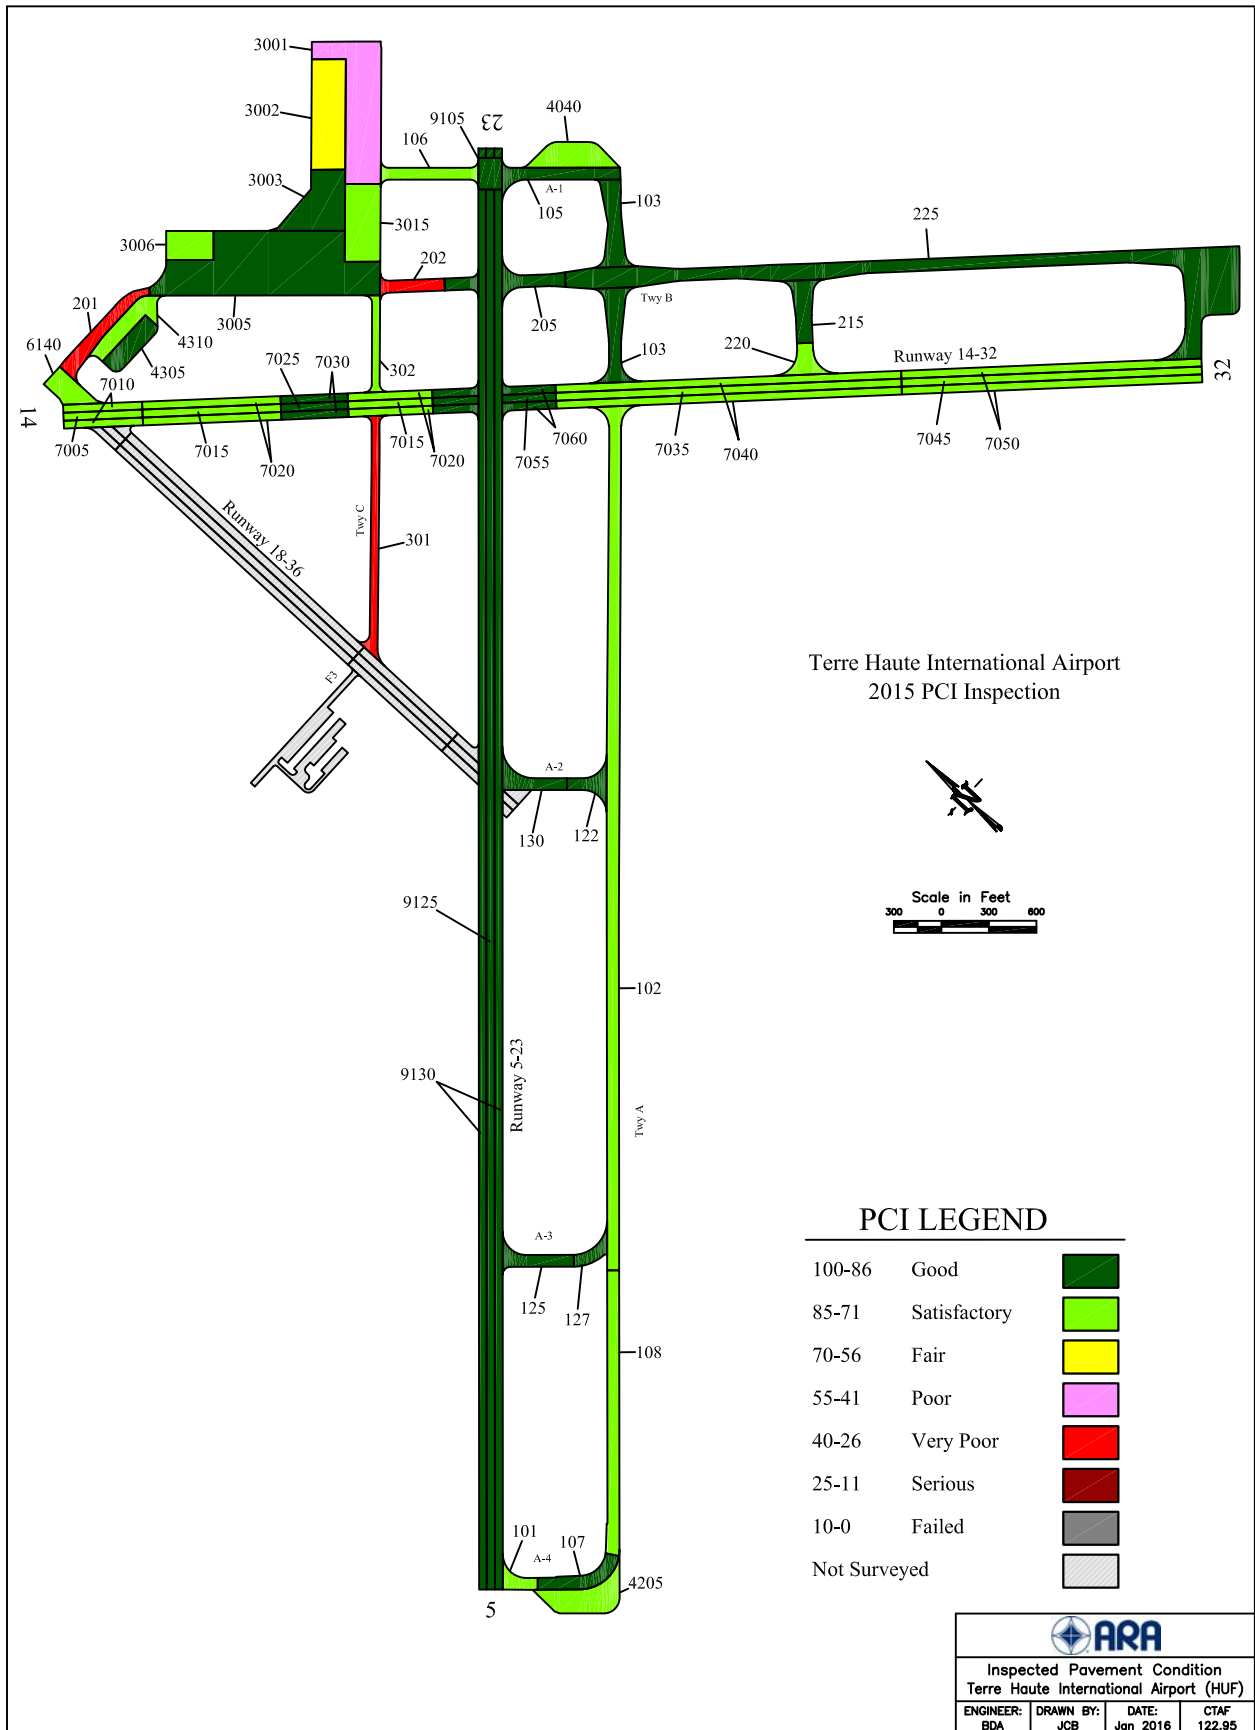 3001
3002
9105
23
4040
106
3003
A-1
105
103
225
3006
3015
202
201
4310
3005
205
Twy B
215
6140
4305
7025
7030
302
103
220
Runway 14-32
7010
32
14
7005
7015
7020
7015
7020
7055
7060
7035
7040
7045
7050
Runway 18-36
Twy C
301
F3
Terre Haute International Airport
2015 PCI Inspection
A-2
130
122
Scale in Feet
300 0 300 600
9125
102
9130
Runway 5-23
Twy A
A-3
125
127
108
101
A-4
107
4205
5
PCI LEGEND
100-86 Good
85-71 Satisfactory
70-56 Fair
55-41 Poor
40-26 Very Poor
25-11 Serious
10-0 Failed
Not Surveyed
ARA
Inspected Pavement Condition
Terre Haute International Airport (HUF)
ENGINEER: DRAWN BY: DATE: CTAF
BDA JCB Jan 2016 122.95